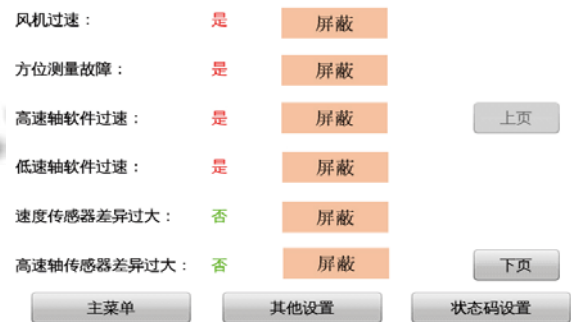 风机过速： 是 屏蔽
方位测量故障： 是 屏蔽
高速轴软件过速： 是 屏蔽 上页
低速轴软件过速： 是 屏蔽
速度传感器差异过大： 否 屏蔽
高速轴传感器差异过大： 否 屏蔽 下页
主菜单 其他设置 状态码设置